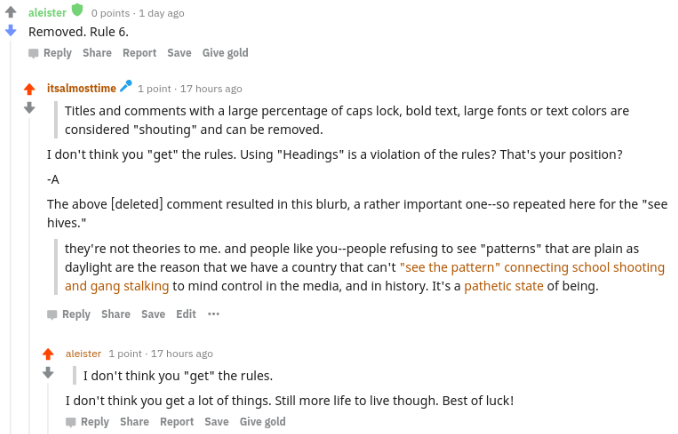 aleister 0 points · 1 day ago
Removed. Rule 6.
Reply Share Report Save Give gold
itsalmosttime 1 point · 17 hours ago
Titles and comments with a large percentage of caps lock, bold text, large fonts or text colors are
considered "shouting" and can be removed.
I don't think you "get" the rules. Using "Headings" is a violation of the rules? That's your position?
-A
The above [deleted] comment resulted in this blurb, a rather important one--so repeated here for the "see
hives."
they're not theories to me. and people like you--people refusing to see "patterns" that are plain as
daylight are the reason that we have a country that can't "see the pattern" connecting school shooting
and gang stalking to mind control in the media, and in history. It's a pathetic state of being.
Reply Share Save Edit ···
aleister 1 point · 17 hours ago
I don't think you "get" the rules.
I don't think you get a lot of things. Still more life to live though. Best of luck!
Reply Share Report Save Give gold